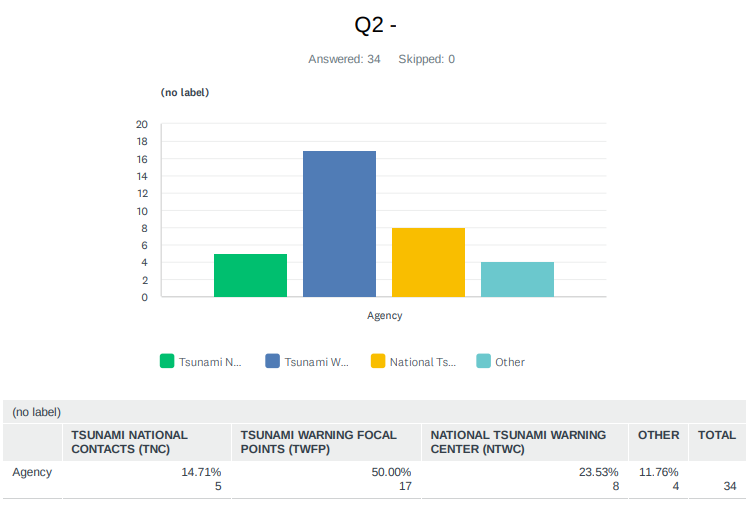 Q2 -
Answered: 34 Skipped: 0
(no label)
20
18
16
14
12
10
8
6
4
2
0
Agency
Tsunami N... Tsunami W... National Ts... Other
(no label)
TSUNAMI NATIONAL CONTACTS (TNC) TSUNAMI WARNING FOCAL POINTS (TWFP) NATIONAL TSUNAMI WARNING CENTER (NTWC) OTHER TOTAL
Agency 14.71% 50.00% 23.53% 11.76%
5 17 8 4 34